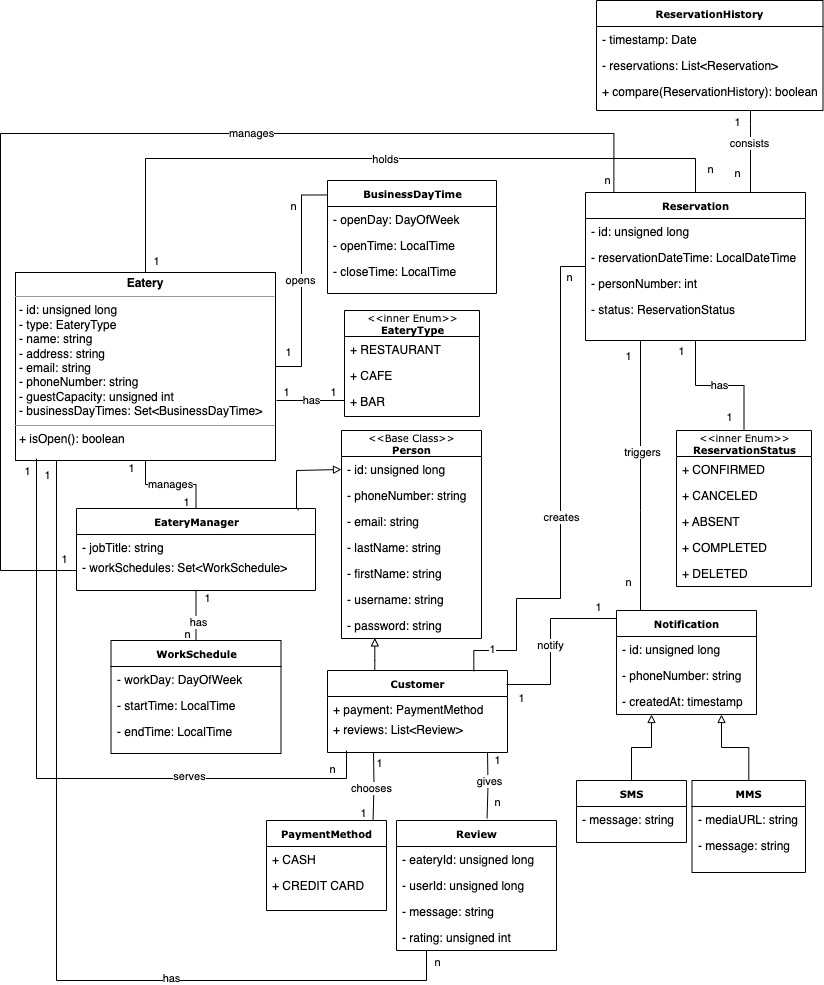 ReservationHistory
- timestamp: Date
- reservations: List<Reservation>
+ compare(ReservationHistory): boolean
1
consists
n
manages
n
holds
n
1
BusinessDayTime
- openDay: DayOfWeek
- openTime: LocalTime
- closeTime: LocalTime
n
opens
1
Reservation
- id: unsigned long
- reservationDateTime: LocalDateTime
- personNumber: int
- status: ReservationStatus
n
1
1
Eatery
- id: unsigned long
- type: EateryType
- name: string
- address: string
- email: string
- phoneNumber: string
- guestCapacity: unsigned int
- businessDayTimes: Set<BusinessDayTime>
+ isOpen(): boolean
<<inner Enum>>
EateryType
+ RESTAURANT
+ CAFE
+ BAR
1
has
1
has
1
<<inner Enum>>
ReservationStatus
+ CONFIRMED
+ CANCELED
+ ABSENT
+ COMPLETED
+ DELETED
triggers
n
<<Base Class>>
Person
- id: unsigned long
- phoneNumber: string
- email: string
- lastName: string
- firstName: string
- username: string
- password: string
1
1
1
manages
1
EateryManager
- jobTitle: string
- workSchedules: Set<WorkSchedule>
1
1
has
n
WorkSchedule
- workDay: DayOfWeek
- startTime: LocalTime
- endTime: LocalTime
creates
1
1
notify
1
Notification
- id: unsigned long
- phoneNumber: string
- createdAt: timestamp
Customer
+ payment: PaymentMethod
+ reviews: List<Review>
serves
n
1
chooses
1
1
gives
n
SMS
- message: string
MMS
- mediaURL: string
- message: string
PaymentMethod
+ CASH
+ CREDIT CARD
Review
- eateryId: unsigned long
- userId: unsigned long
- message: string
- rating: unsigned int
n
has